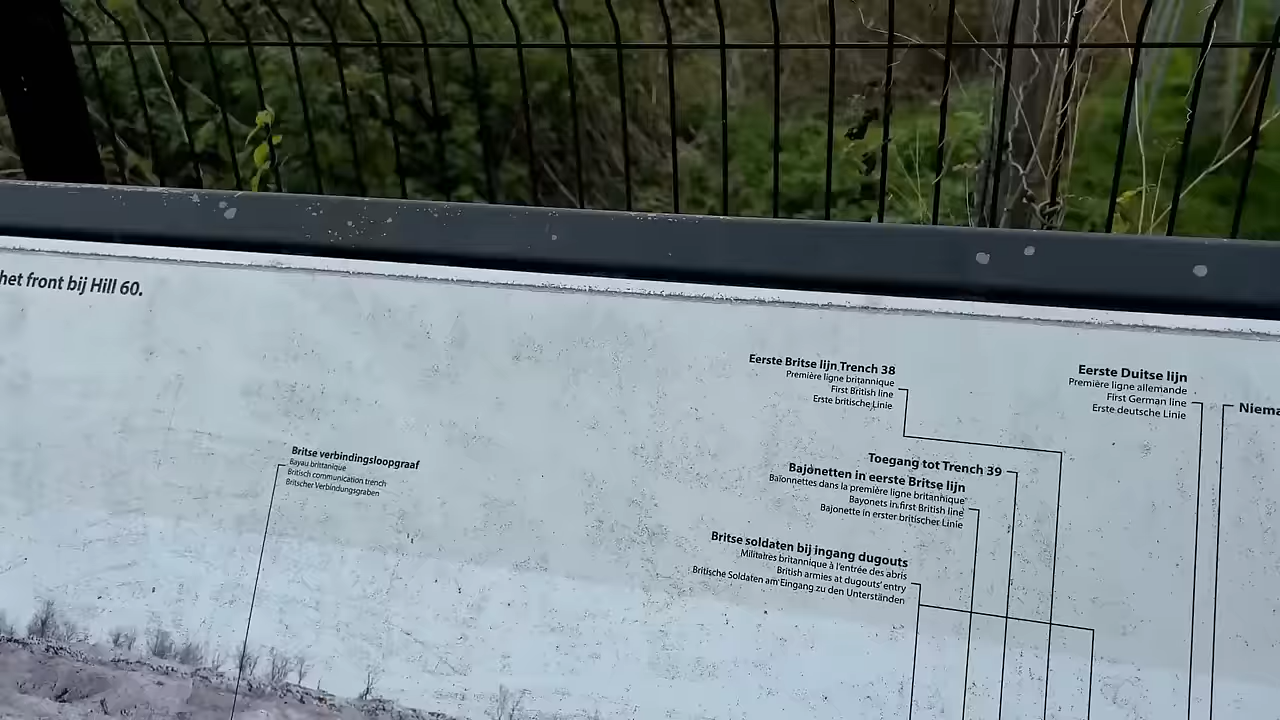 het front bij Hill 60.
Eerste Britse lijn Trench 38
Première ligne britannique
First British line
Erste britische Linie
Eerste Duitse lijn
Première ligne allemande
First German line
Erste deutsche Linie
Niema
Britse verbindingsloopgraaf
Bayau brittanique
Britisch communication trench
Britischer Verbindungsgraben
Toegang tot Trench 39
Bajonetten in eerste Britse lijn
Baïonnettes dans la première ligne britannique
Bayonets in first British line
Bajonette in erster britischer Linie
Britse soldaten bij ingang dugouts
Militaires britannique à l'entrée des abris
British armies at dugouts' entry
Britische Soldaten am Eingang zu den Unterständen